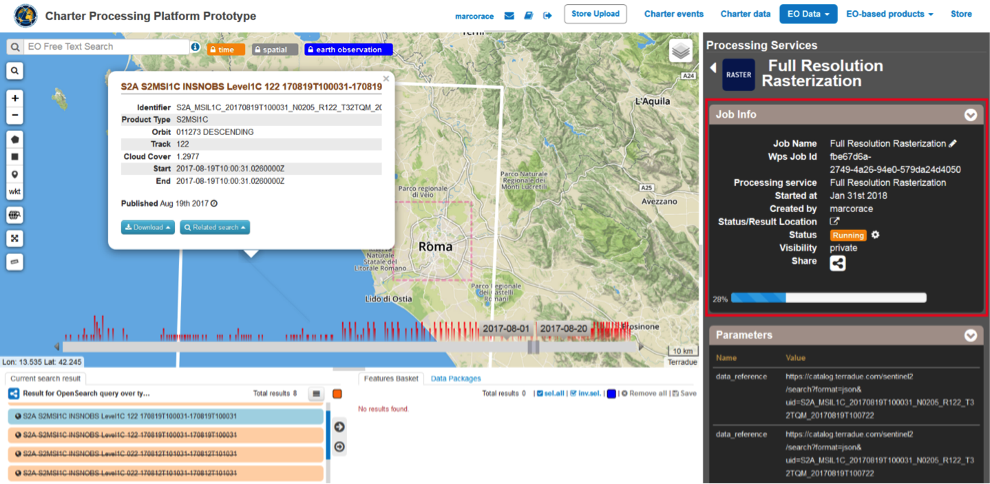 Charter Processing Platform Prototype
marcorace
Store Upload
Charter events
Charter data
EO Data
EO-based products
Store
EO Free Text Search
time
spatial
earth observation
wkt
S2A S2MSI1C INSNOBS Level1C 122 170819T100031-170819
Identifier S2A_MSIL1C_20170819T100031_N0205_R122_T32TQM_20
Product Type S2MSI1C
Orbit 011273 DESCENDING
Track 122
Cloud Cover 1.2977
Start 2017-08-19T10:00:31.0260000Z
End 2017-08-19T10:00:31.0260000Z
Published Aug 19th 2017
Download
Related search
Terni
A24
L'Aquila
Parco Naturale
Regionale dei
Monti Lucretili
A25
Avezzano
Parco regionale
di Veio
Roma
Naturale
Statale del
Litorale Romano
Lido di Ostia
Parco Regionale
dei Castelli
Romani
Frosinone
2017-08-01
2017-08-20
10 km
Lon: 13.535 Lat: 42.245
Terradue
Current search result
Result for OpenSearch query over ty...
Total results 8
S2A S2MSI1C INSNOBS Level1C 122 170819T100031-170819T100031
S2A S2MSI1C INSNOBS Level1C 122 170819T100031-170819T100031
S2A S2MSI1C INSNOBS Level1C 022 170812T101031-170812T101031
S2A S2MSI1C INSNOBS Level1C 022 170812T101031-170812T101031
Features Basket
Data Packages
Total results 0
sel.all
inv.sel.
Remove all
Save
No results found.
Processing Services
RASTER
Full Resolution
Rasterization
Job Info
Job Name Full Resolution Rasterization
Wps Job Id fbe67d6a-
2749-4a26-94e0-579da24d4050
Processing service Full Resolution Rasterization
Started at Jan 31st 2018
Created by marcorace
Status/Result Location
Status Running
Visibility private
Share
28%
Parameters
Name Value
data_reference https://catalog.terradue.com/sentinel2
/search?format=json&
uid=S2A_MSIL1C_20170819T100031_N0205_R122_T3
2TQM_20170819T100722
data_reference https://catalog.terradue.com/sentinel2
/search?format=json&
uid=S2A_MSIL1C_20170819T100031_N0205_R122_T3
2TQM_20170819T100722